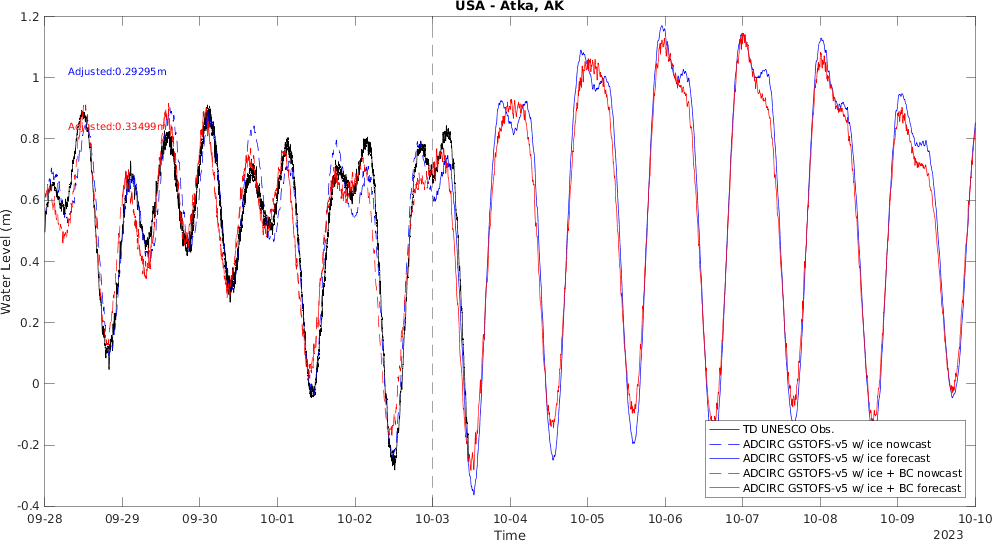 USA - Atka, AK
1.2
1
0.8
0.6
0.4
0.2
0
-0.2
-0.4
Water Level (m)
Adjusted:0.29295m
Adjusted:0.33499m
TD UNESCO Obs.
ADCIRC GSTOFS-v5 w/ ice nowcast
ADCIRC GSTOFS-v5 w/ ice forecast
ADCIRC GSTOFS-v5 w/ ice + BC nowcast
ADCIRC GSTOFS-v5 w/ ice + BC forecast
09-28 09-29 09-30 10-01 10-02 10-03 10-04 10-05 10-06 10-07 10-08 10-09 10-10
Time
2023